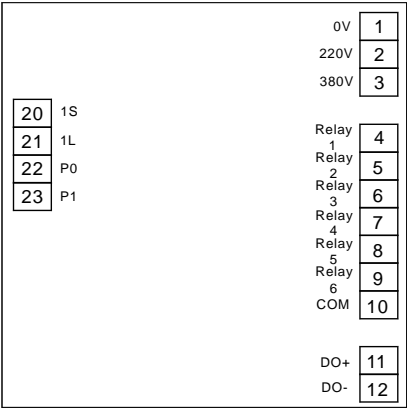 0V 1
220V 2
380V 3
20 1S
21 1L
22 P0
23 P1
Relay
1
4
Relay
2
5
Relay
3
6
Relay
4
7
Relay
5
8
Relay
6
9
COM 10
DO+ 11
DO- 12